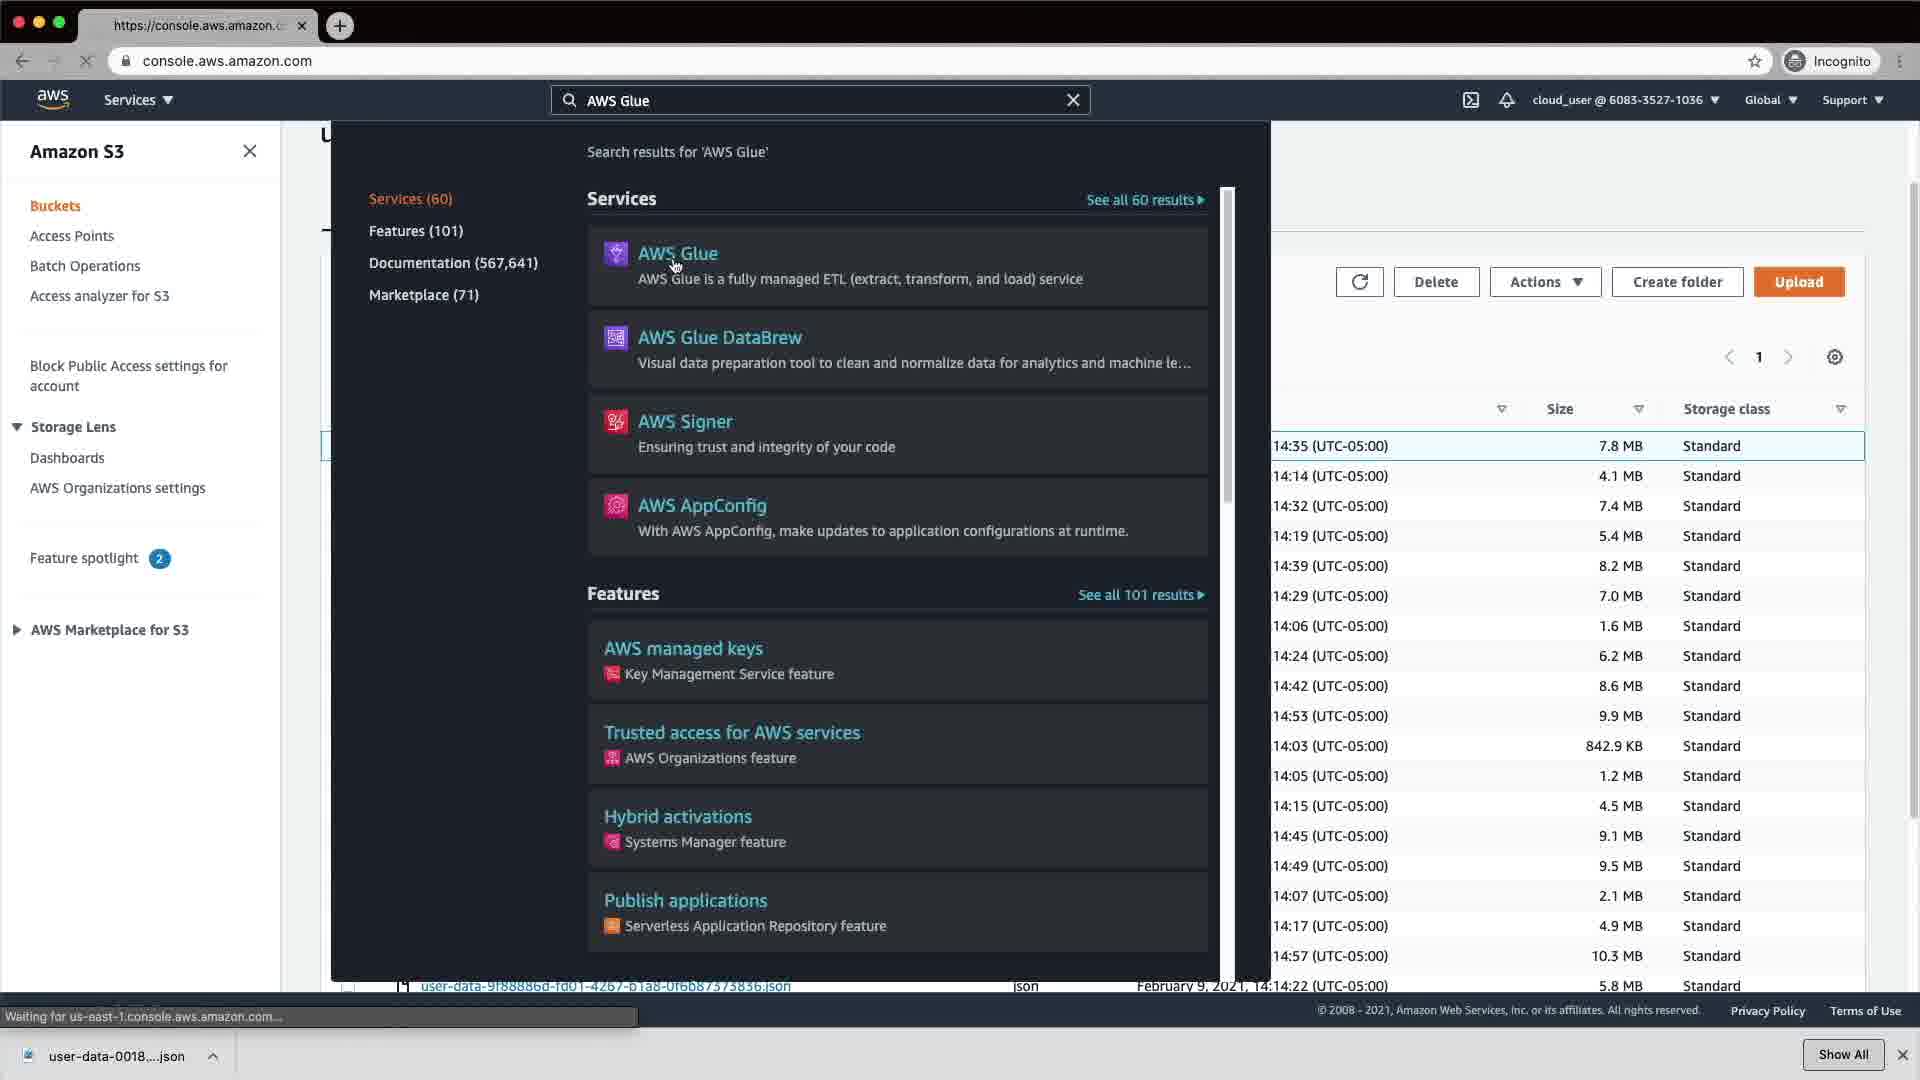 https://console.aws.amazon.c
console.aws.amazon.com
Incognito
aws
Services
AWS Glue
cloud_user @ 6083-3527-1036
Global
Support
Amazon S3
Buckets
Access Points
Batch Operations
Access analyzer for S3
Block Public Access settings for
account
Storage Lens
Dashboards
AWS Organizations settings
Feature spotlight 2
AWS Marketplace for S3
Search results for 'AWS Glue'
Services (60)
Features (101)
Documentation (567,641)
Marketplace (71)
Services
See all 60 results
AWS Glue
AWS Glue is a fully managed ETL (extract, transform, and load) service
AWS Glue DataBrew
Visual data preparation tool to clean and normalize data for analytics and machine le...
AWS Signer
Ensuring trust and integrity of your code
AWS AppConfig
With AWS AppConfig, make updates to application configurations at runtime.
Features
See all 101 results
AWS managed keys
Key Management Service feature
Trusted access for AWS services
AWS Organizations feature
Hybrid activations
Systems Manager feature
Publish applications
Serverless Application Repository feature
Delete
Actions
Create folder
Upload
1
Size
Storage class
14:35 (UTC-05:00) 7.8 MB Standard
14:14 (UTC-05:00) 4.1 MB Standard
14:32 (UTC-05:00) 7.4 MB Standard
14:19 (UTC-05:00) 5.4 MB Standard
14:39 (UTC-05:00) 8.2 MB Standard
14:29 (UTC-05:00) 7.0 MB Standard
14:06 (UTC-05:00) 1.6 MB Standard
14:24 (UTC-05:00) 6.2 MB Standard
14:42 (UTC-05:00) 8.6 MB Standard
14:53 (UTC-05:00) 9.9 MB Standard
14:03 (UTC-05:00) 842.9 KB Standard
14:05 (UTC-05:00) 1.2 MB Standard
14:15 (UTC-05:00) 4.5 MB Standard
14:45 (UTC-05:00) 9.1 MB Standard
14:49 (UTC-05:00) 9.5 MB Standard
14:07 (UTC-05:00) 2.1 MB Standard
14:17 (UTC-05:00) 4.9 MB Standard
14:57 (UTC-05:00) 10.3 MB Standard
user-data-9f88886d-fd01-4267-b1a8-0f6b87373836.json json February 9, 2021, 14:14:22 (UTC-05:00) 5.8 MB Standard
Waiting for us-east-1.console.aws.amazon.com...
© 2008 - 2021, Amazon Web Services, Inc. or its affiliates. All rights reserved.
Privacy Policy
Terms of Use
user-data-0018....json
Show All